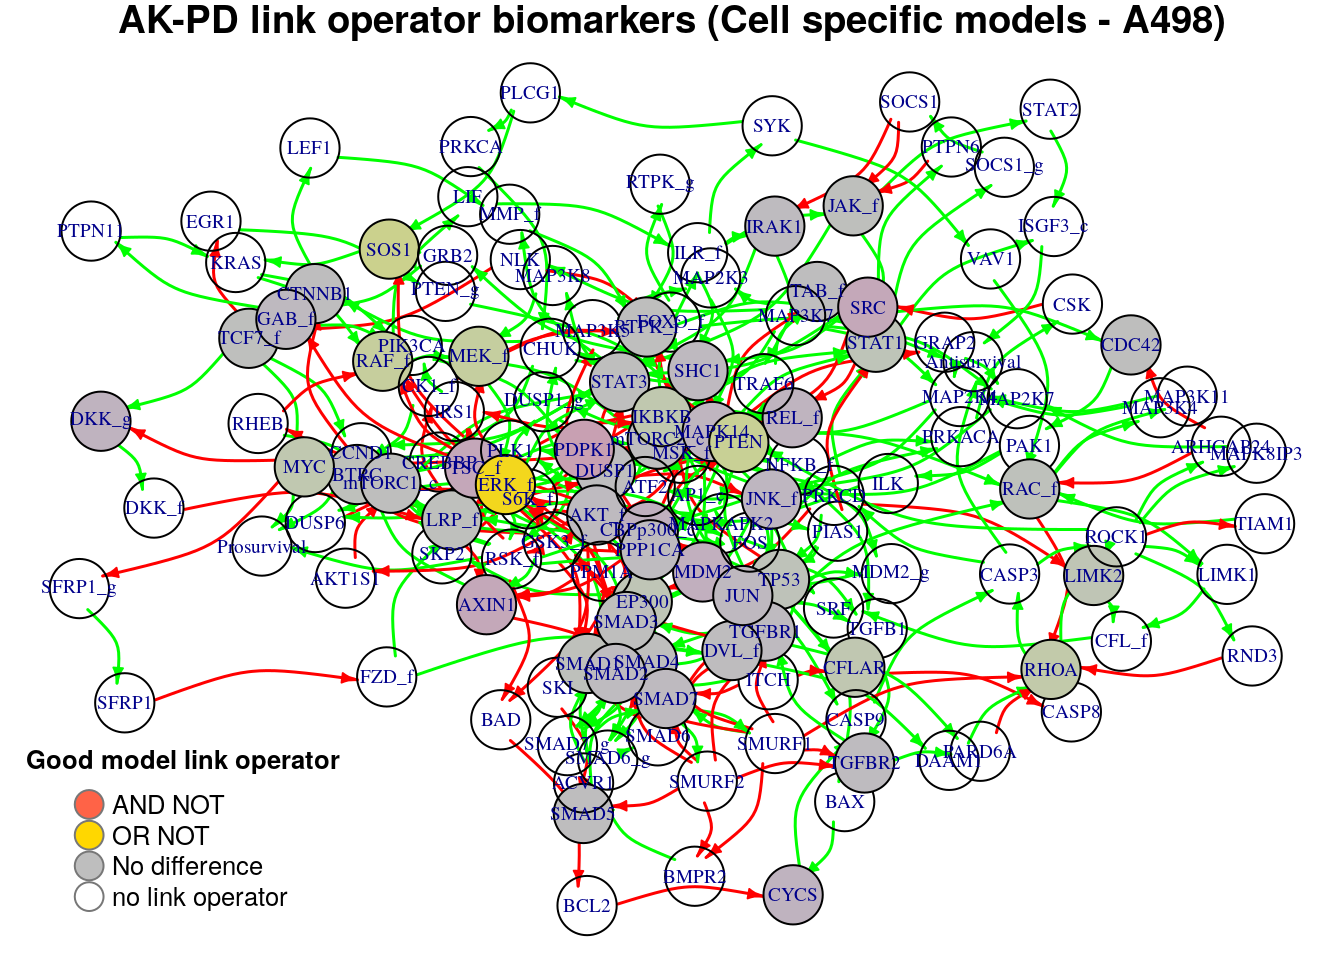 AK-PD link operator biomarkers (Cell specific models - A498)
PLCG1
SOCS1
STAT2
SYK
LEF1
PRKCA
PTPN6
SOCS1_g
RTPK_g
LIF
MMP_f
JAK_f
PTPN11
EGR1
IRAK1
ISGF3_c
SOS1
GRB2
ILR_f
KRAS
NLK
MAP3K8
MAP2K3
VAV1
PTEN_g
CTNNB1
TAB_f
CSK
SRC
GAB_f
MAP3K7
TCF7_f
MAP3K5
RTPK_f
FOXO_f
PIK3CA
CHUK
STAT1
GRAP2
CDC42
RAF_f
MEK_f
Antisurvival
SHC1
STAT3
TRAF6
IRS1
DUSP1_g
MAP2K4
MAP2K7
MAP3K4
MAP3K11
DKK_g
RHEB
IKBKB
REL_f
MAPK14
PTEN
mTORC2_c
PRKACA
PAK1
ARHGAP24
MAPK8IP3
CCND1
PLK1
PDPK1
MSK_f
NFKB_f
MYC
BTRC
CREBBP
TSC_f
DUSP1
mTORC1_c
ERK_f
ATF2
ILK
RAC_f
S6K_f
AP1_g
JNK_f
DKK_f
DUSP6
LRP_f
AKT_f
CBPp300_c
MAPKAPK2
PIAS1
TIAM1
Prosurvival
SKP2
RSK_f
PPP1CA
FOS
ROCK1
AKT1S1
PPM1A
MDM2
TP53
MDM2_g
CASP3
LIMK2
LIMK1
SFRP1_g
AXIN1
EP300
JUN
SRF
SMAD3
TGFBR1
TGFB1
CFL_f
DVL_f
RND3
SMAD4
SMAD2
CFLAR
RHOA
FZD_f
SKI
ITCH
SFRP1
SMAD7
BAD
CASP9
CASP8
SMAD6
SMURF1
SMAD7_g
SMAD6_g
PARD6A
DAAM1
TGFBR2
ACVR1
SMURF2
BAX
SMAD5
BMPR2
CYCS
BCL2
Good model link operator
AND NOT
OR NOT
No difference
no link operator